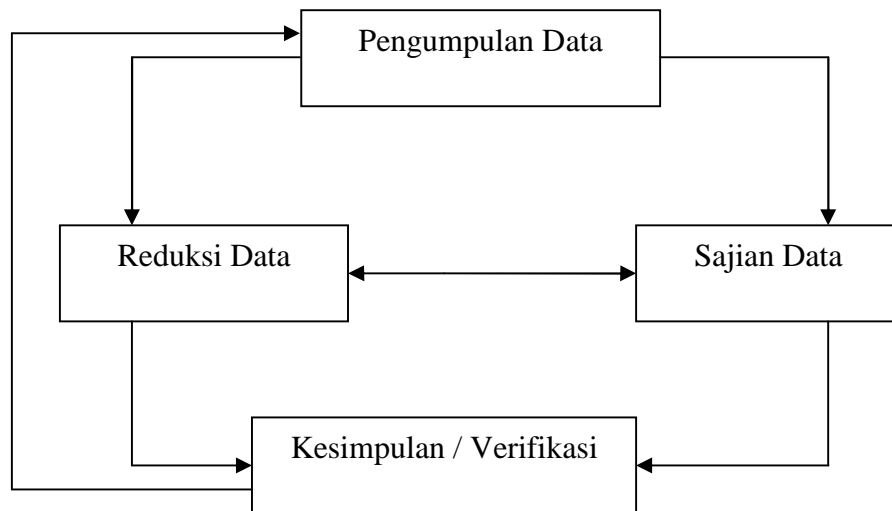 Pengumpulan Data
Reduksi Data
Sajian Data
Kesimpulan / Verifikasi